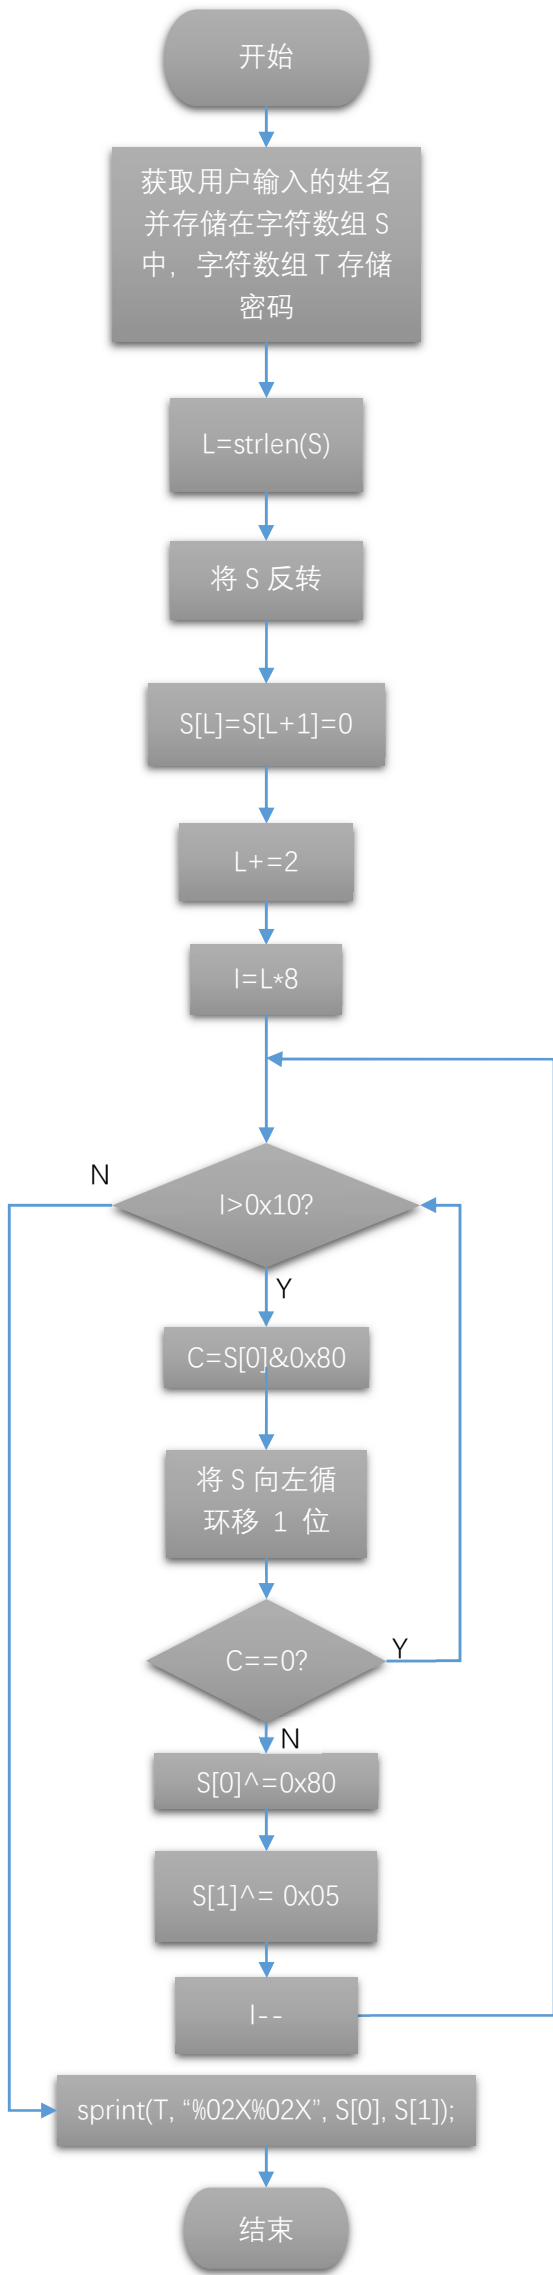 开始
获取用户输入的姓名
并存储在字符数组 S
中，字符数组 T 存储
密码
L=strlen(S)
将 S 反转
S[L]=S[L+1]=0
L+=2
I=L*8
N
I>0x10?
Y
C=S[0]&0x80
将 S 向左循
环移 1 位
C==0?
Y
N
S[0]^=0x80
S[1]^= 0x05
I--
sprint(T, “%02X%02X”, S[0], S[1]);
结束